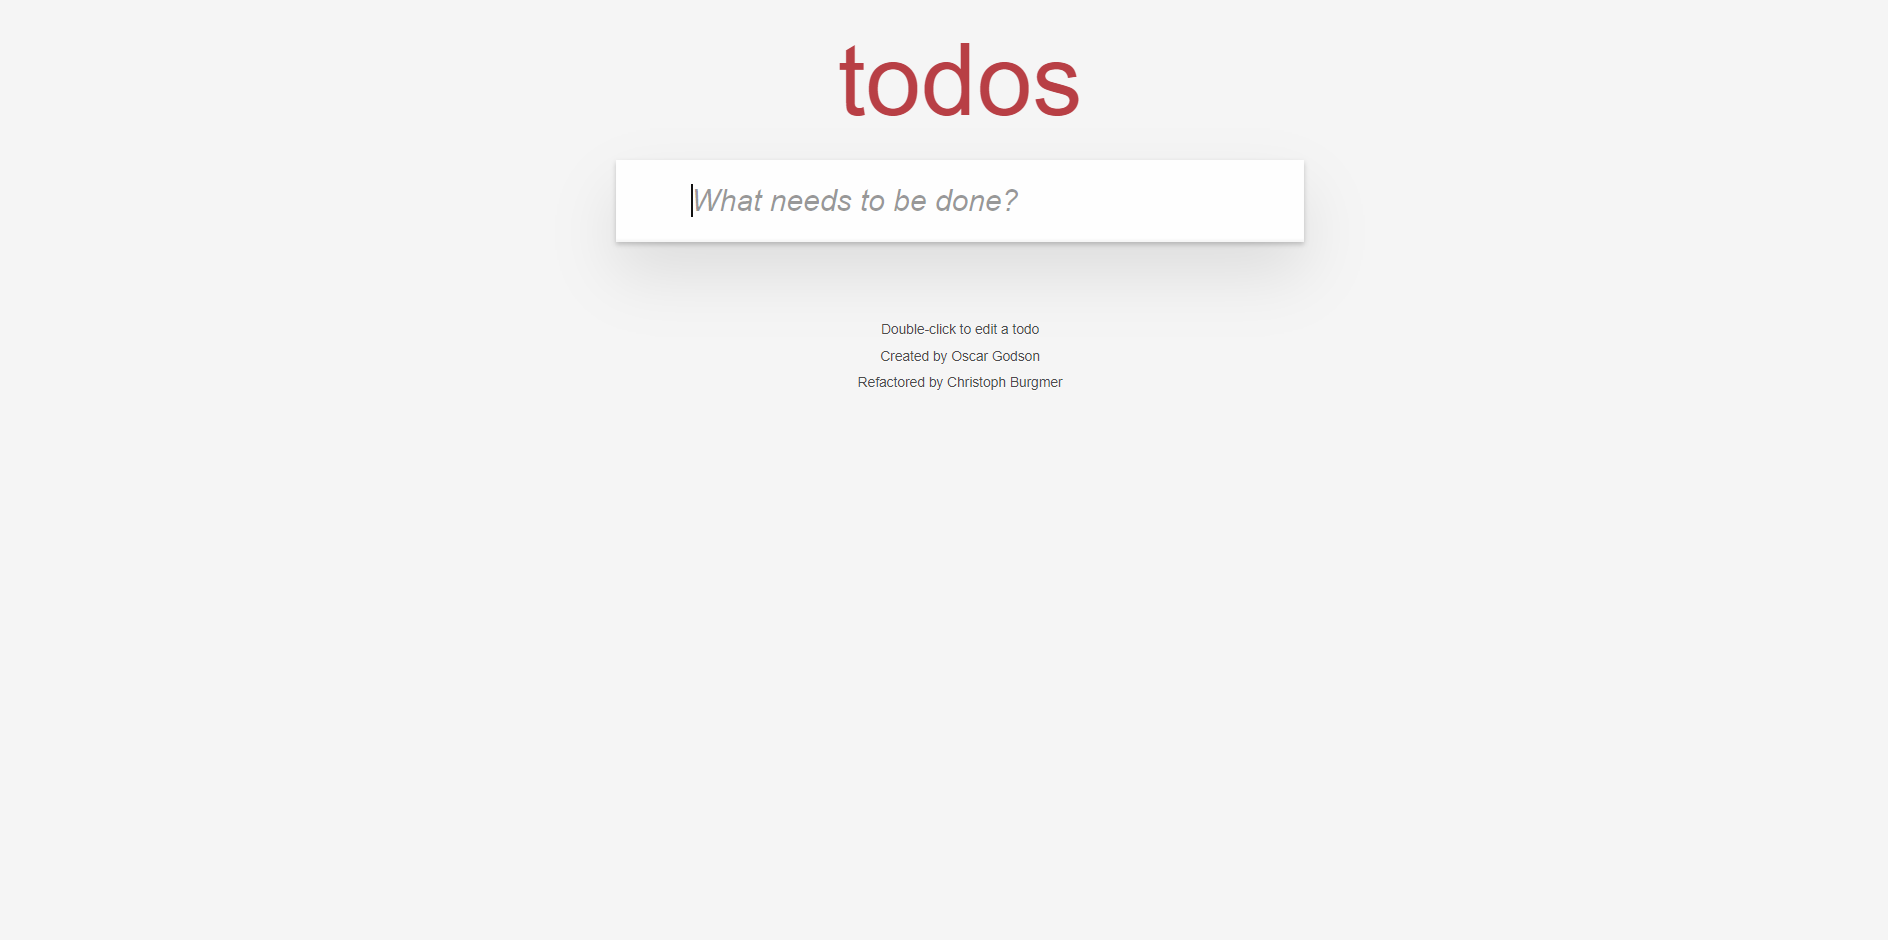 todos
What needs to be done?
Double-click to edit a todo
Created by Oscar Godson
Refactored by Christoph Burgmer